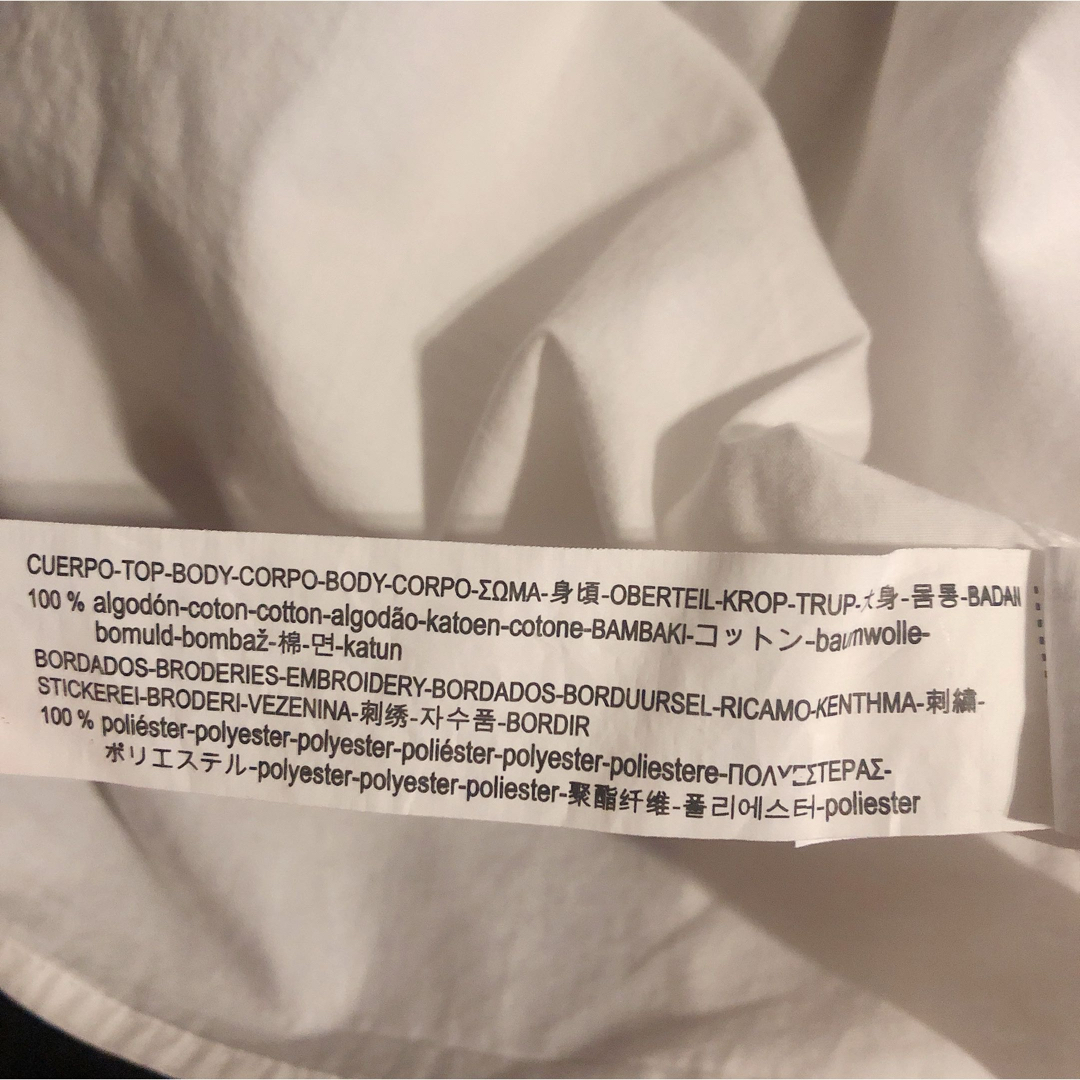 CUERPO-TOP-BODY-CORPO-BODY-CORPO-ΣΩMA-身頃-OBERTEIL-KROP-TRUP-大身-몸통-BADAN
100 % algodón-coton-cotton-algodão-katoen-cotone-BAMBAKI-コットン-baumwolle-
bomuld-bombaž-棉-면-katun
BORDADOS-BRODERIES-EMBROIDERY-BORDADOS-BORDUURSEL-RICAMO-KENTHMA-刺繍-
STICKEREI-BRODERI-VEZENINA-刺绣-자수품-BORDIR
100 % poliéster-polyester-polyester-poliéster-polyester-poliestere-ΠΟΛΥΕΣΤΕΡΑΣ-
ポリエステル-polyester-polyester-poliester-聚酯纤维-폴리에스터-poliester